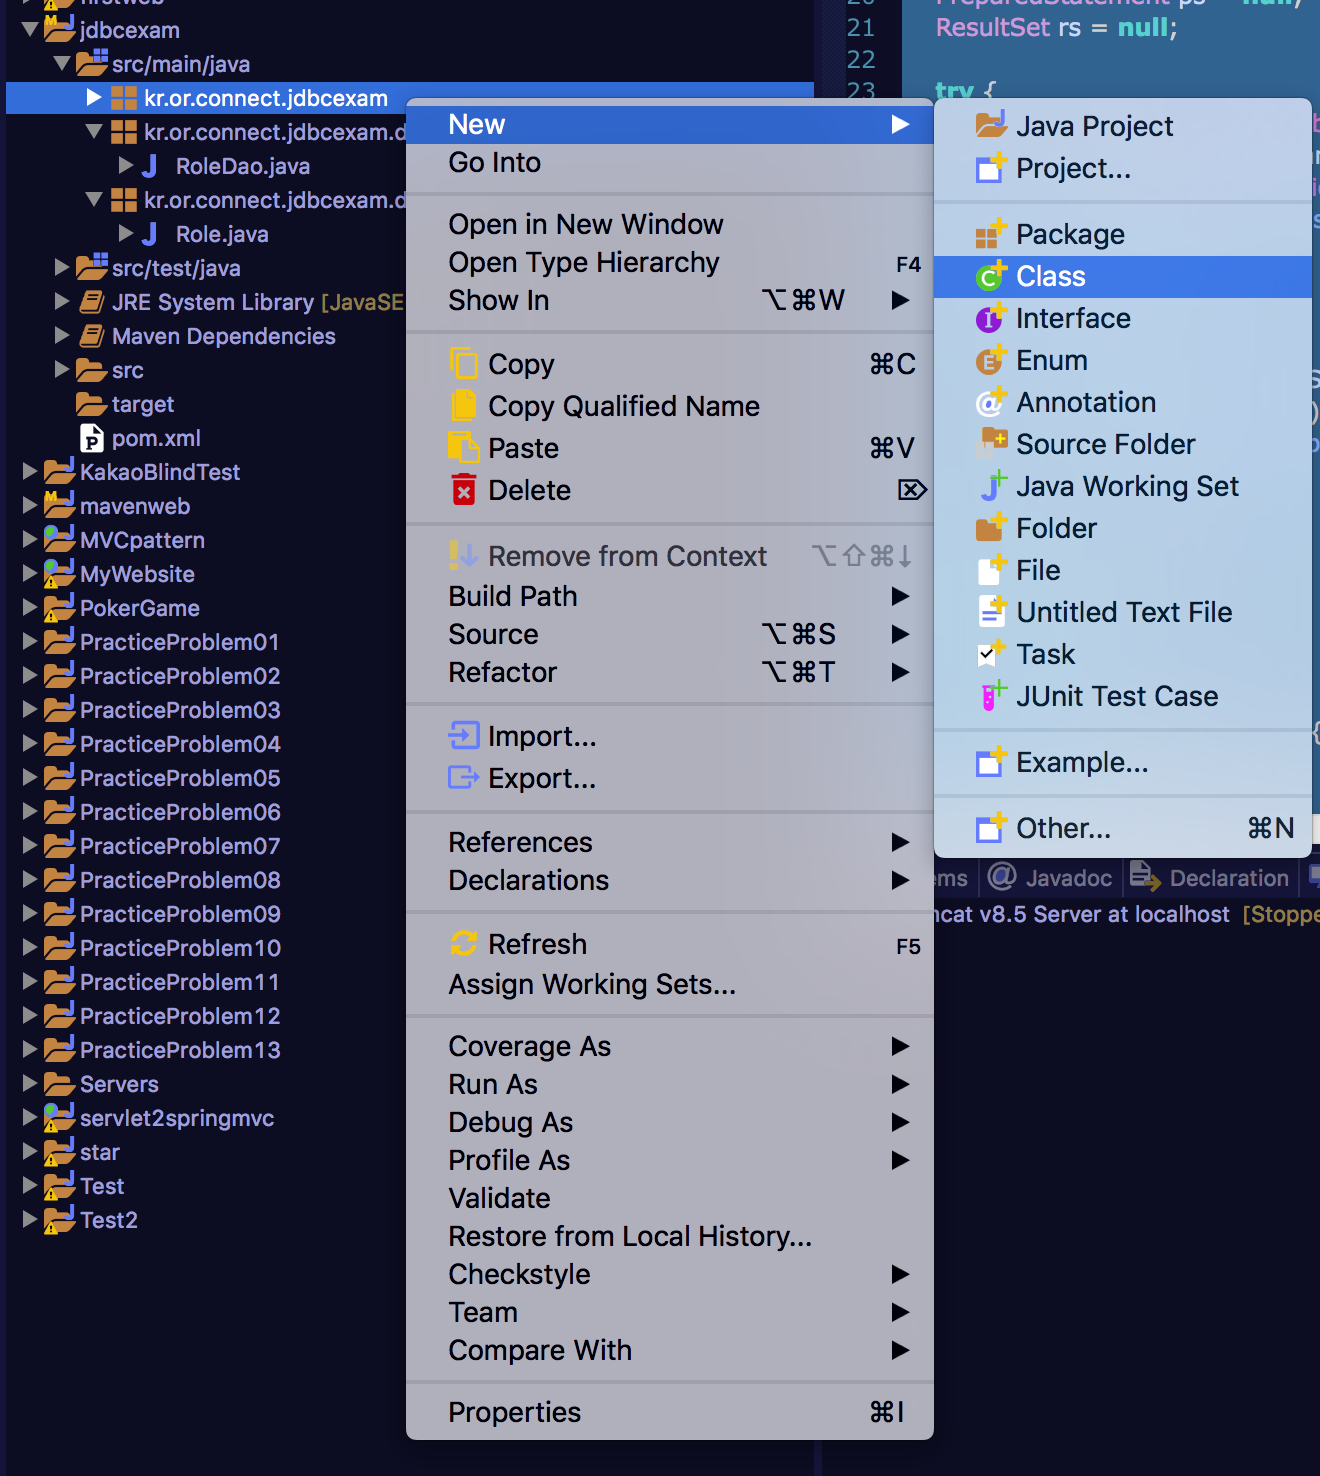 jdbcexam
src/main/java
kr.or.connect.jdbcexam
kr.or.connect.jdbcexam.d
RoleDao.java
kr.or.connect.jdbcexam.d
Role.java
src/test/java
JRE System Library [JavaSE
Maven Dependencies
src
target
pom.xml
KakaoBlindTest
mavenweb
MVCpattern
MyWebsite
PokerGame
PracticeProblem01
PracticeProblem02
PracticeProblem03
PracticeProblem04
PracticeProblem05
PracticeProblem06
PracticeProblem07
PracticeProblem08
PracticeProblem09
PracticeProblem10
PracticeProblem11
PracticeProblem12
PracticeProblem13
Servers
servlet2springmvc
star
Test
Test2
New
Go Into
Open in New Window
Open Type Hierarchy F4
Show In ⌥⌘W
Copy ⌘C
Copy Qualified Name
Paste ⌘V
Delete ⌦
Remove from Context ⌥⇧⌘↓
Build Path
Source ⌥⌘S
Refactor ⌥⌘T
Import...
Export...
References
Declarations
Refresh F5
Assign Working Sets...
Coverage As
Run As
Debug As
Profile As
Validate
Restore from Local History...
Checkstyle
Team
Compare With
Properties ⌘I
21 ResultSet rs = null;
22
23 try {
Java Project
Project...
Package
Class
Interface
Enum
Annotation
Source Folder
Java Working Set
Folder
File
Untitled Text File
Task
JUnit Test Case
Example...
Other... ⌘N
ems @ Javadoc Declaration
cat v8.5 Server at localhost [Stoppe